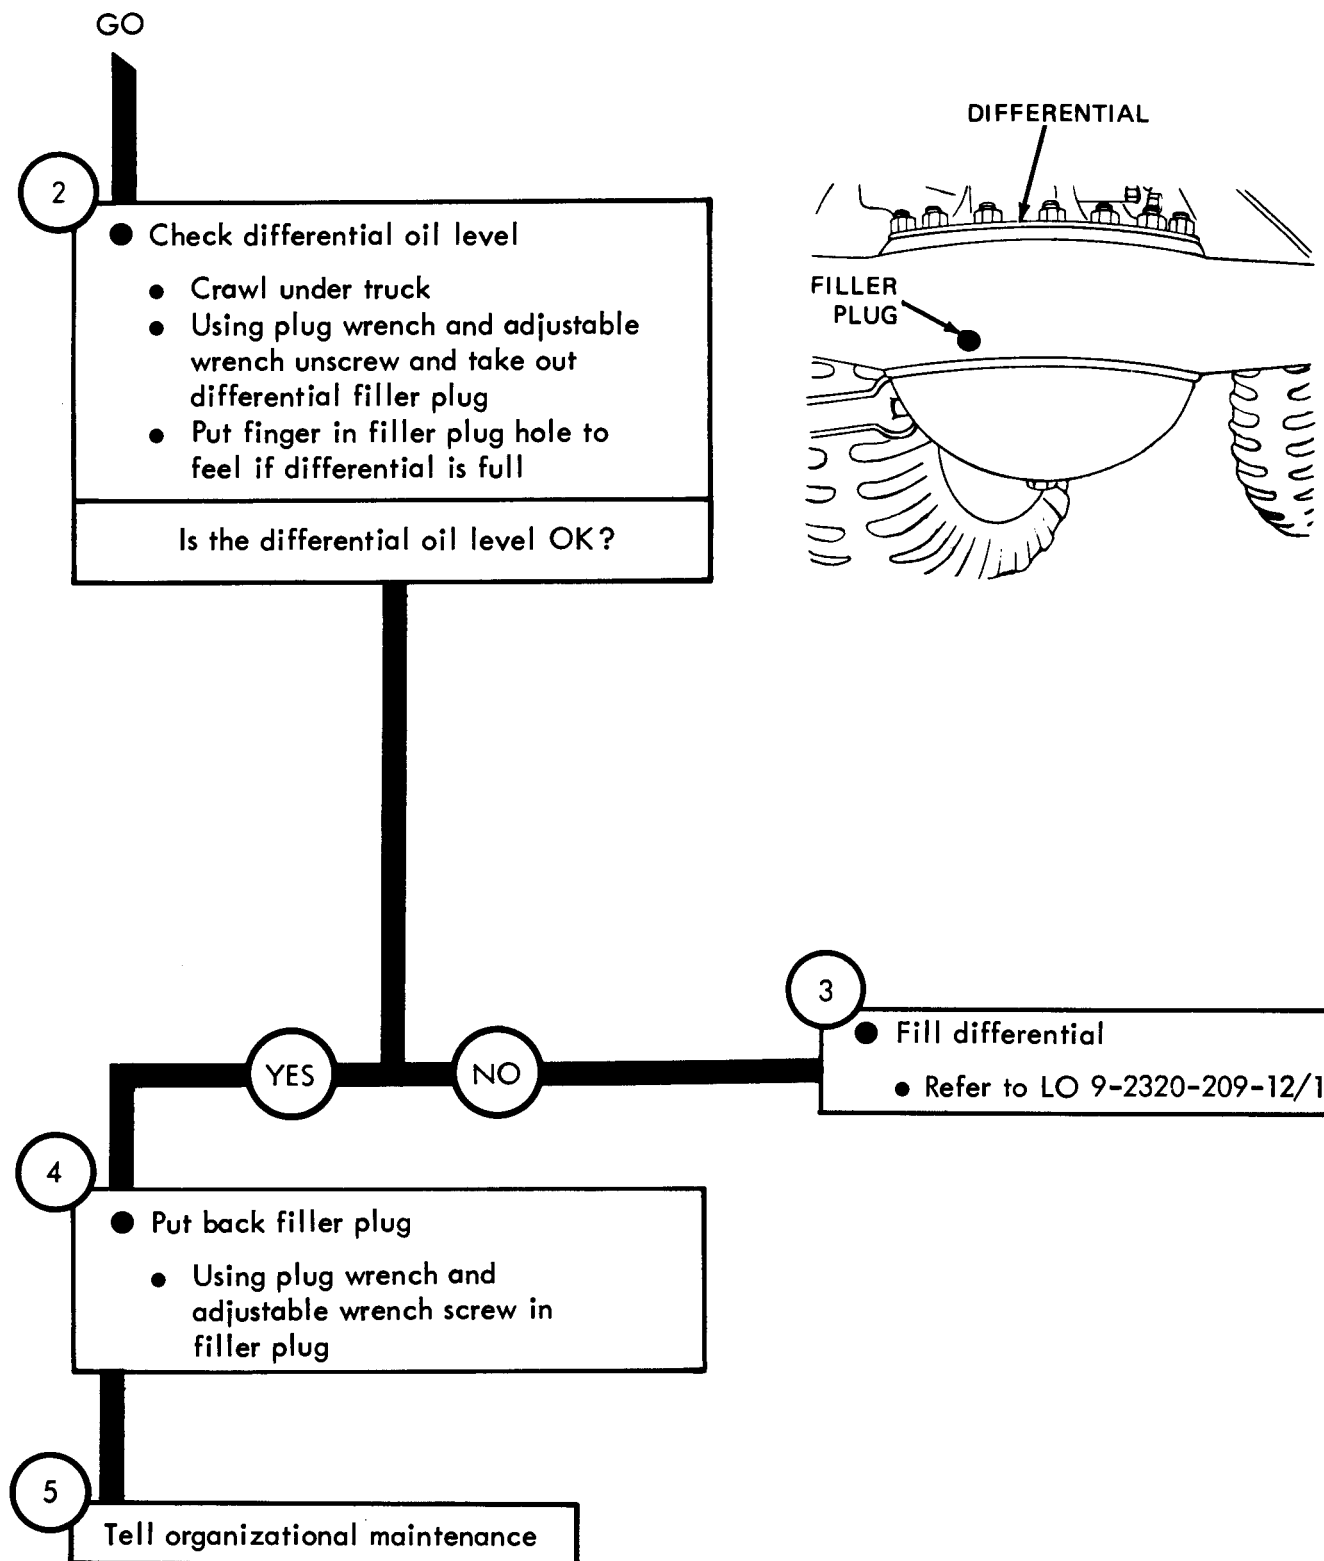 GO
2
● Check differential oil level
● Crawl under truck
● Using plug wrench and adjustable
wrench unscrew and take out
differential filler plug
● Put finger in filler plug hole to
feel if differential is full
Is the differential oil level OK?
DIFFERENTIAL
FILLER
PLUG
YES
NO
3
● Fill differential
● Refer to LO 9-2320-209-12/1
4
● Put back filler plug
● Using plug wrench and
adjustable wrench screw in
filler plug
5
Tell organizational maintenance